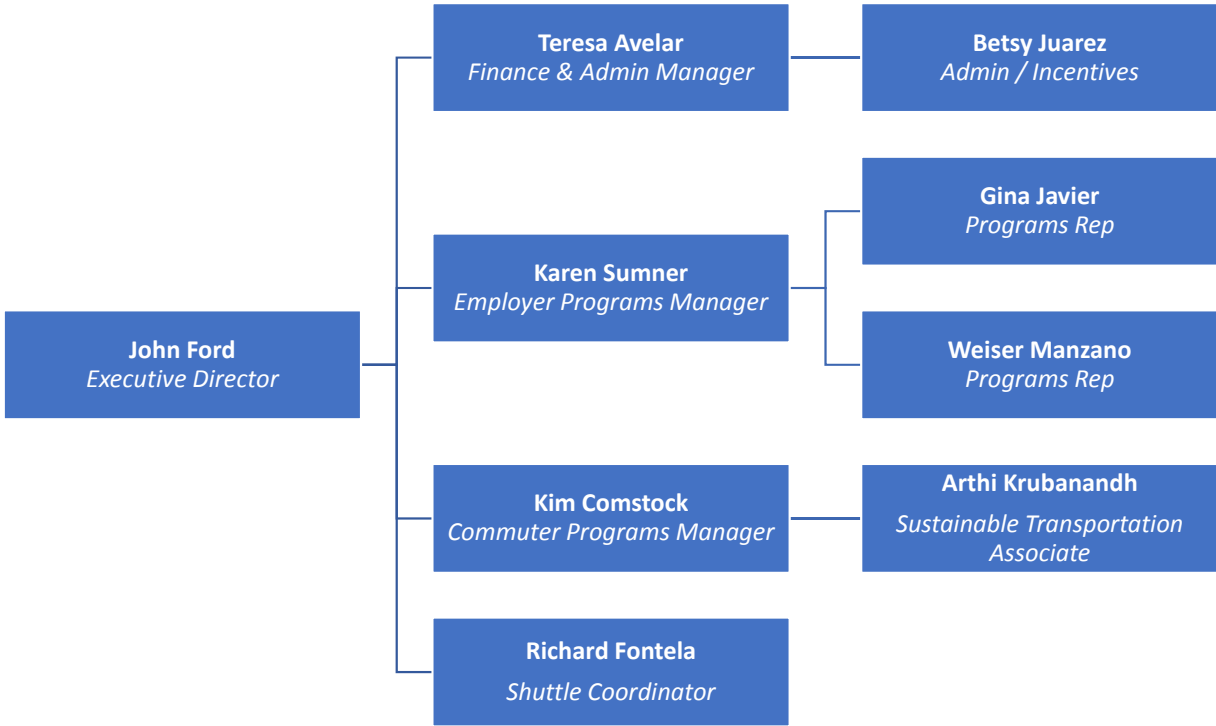 Teresa Avelar
Finance & Admin Manager
Betsy Juarez
Admin / Incentives
Gina Javier
Programs Rep
Karen Sumner
Employer Programs Manager
John Ford
Executive Director
Weiser Manzano
Programs Rep
Kim Comstock
Commuter Programs Manager
Arthi Krubanandh
Sustainable Transportation
Associate
Richard Fontela
Shuttle Coordinator